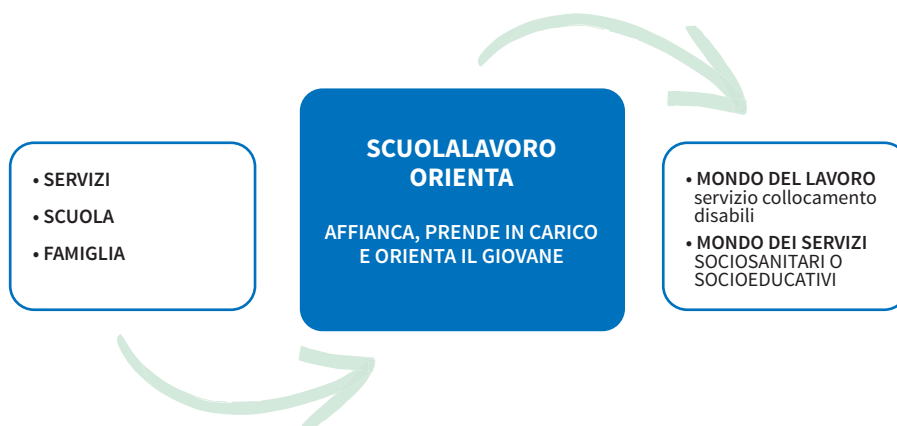 • SERVIZI
• SCUOLA
• FAMIGLIA
SCUOLALAVORO
ORIENTA
AFFIANCA, PRENDE IN CARICO
E ORIENTA IL GIOVANE
• MONDO DEL LAVORO
servizio collocamento
disabili
• MONDO DEI SERVIZI
SOCIOSANITARI O
SOCIOEDUCATIVI